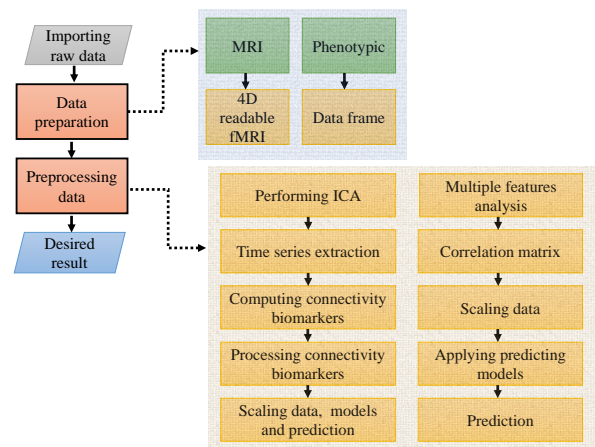 Importing
raw data
Data
preparation
Preprocessing
data
Desired
result
MRI
Phenotypic
4D
readable
fMRI
Data frame
Performing ICA
Time series extraction
Computing connectivity
biomarkers
Processing connectivity
biomarkers
Scaling data, models
and prediction
Multiple features
analysis
Correlation matrix
Scaling data
Applying predicting
models
Prediction